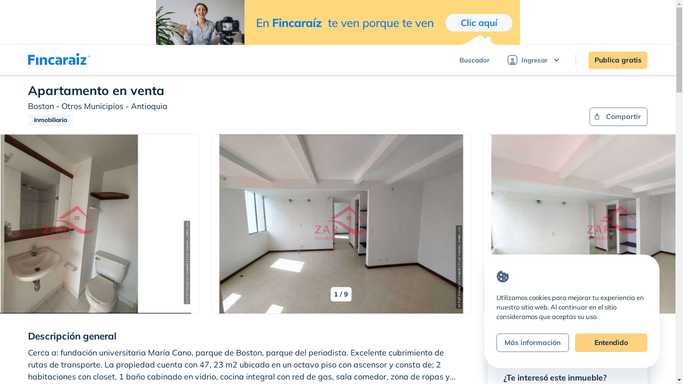 En Fincaraíz te ven porque te ven
Clic aquí
Fincaraiz
Buscador
Ingresar
Publica gratis
Apartamento en venta
Boston - Otros Municipios - Antioquia
Inmobiliaria
Compartir
ZAR
1 / 9
Utilizamos cookies para mejorar tu experiencia en
nuestro sitio web. Al continuar en el sitio
consideramos que aceptas su uso.
Más información
Entendido
Descripción general
Cerca a: fundación universitaria María Cano, parque de Boston, parque del periodista. Excelente cubrimiento de
rutas de transporte. La propiedad cuenta con 47, 23 m2 ubicado en un octavo piso con ascensor y consta de; 2
habitaciones con closet, 1 baño cabinado en vidrio, cocina integral con red de gas, sala comedor, zona de ropas y...
¿Te interesó este inmueble?